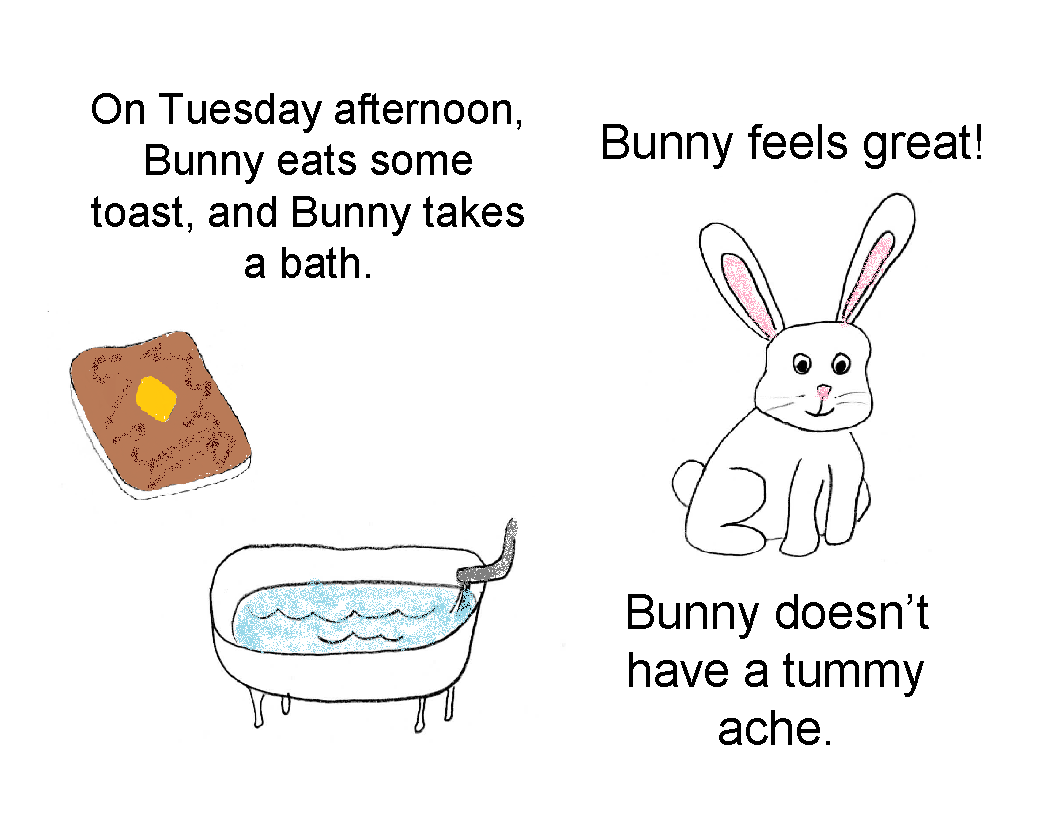 On Tuesday afternoon,
Bunny eats some
toast, and Bunny takes
a bath.
Bunny feels great!
Bunny doesn’t
have a tummy
ache.